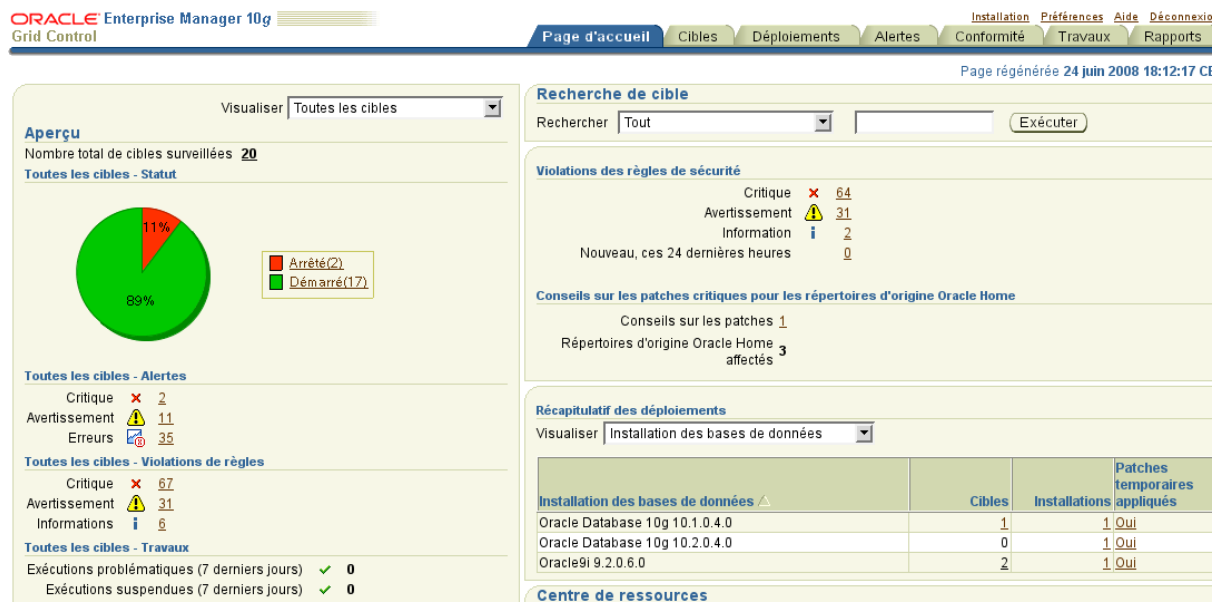 ORACLE Enterprise Manager 10g
Grid Control
Installation Préférences Aide Déconnexio
Page d'accueil Cibles Déploiements Alertes Conformité Travaux Rapports
Page régénérée 24 juin 2008 18:12:17 CE
Visualiser Toutes les cibles
Aperçu
Nombre total de cibles surveillées 20
Toutes les cibles - Statut
11%
89%
Arrêté(2)
Démarré(17)
Toutes les cibles - Alertes
Critique 2
Avertissement 11
Erreurs 35
Toutes les cibles - Violations de règles
Critique 67
Avertissement 31
Informations 6
Toutes les cibles - Travaux
Exécutions problématiques (7 derniers jours) 0
Exécutions suspendues (7 derniers jours) 0
Recherche de cible
Rechercher Tout Exécuter
Violations des règles de sécurité
Critique 64
Avertissement 31
Information 2
Nouveau, ces 24 dernières heures 0
Conseils sur les patches critiques pour les répertoires d'origine Oracle Home
Conseils sur les patches 1
Répertoires d'origine Oracle Home
affectés 3
Récapitulatif des déploiements
Visualiser Installation des bases de données
Patches
temporaires
Installation des bases de données Cibles Installations appliqués
Oracle Database 10g 10.1.0.4.0 1 1 Oui
Oracle Database 10g 10.2.0.4.0 0 1 Oui
Oracle9i 9.2.0.6.0 2 1 Oui
Centre de ressources